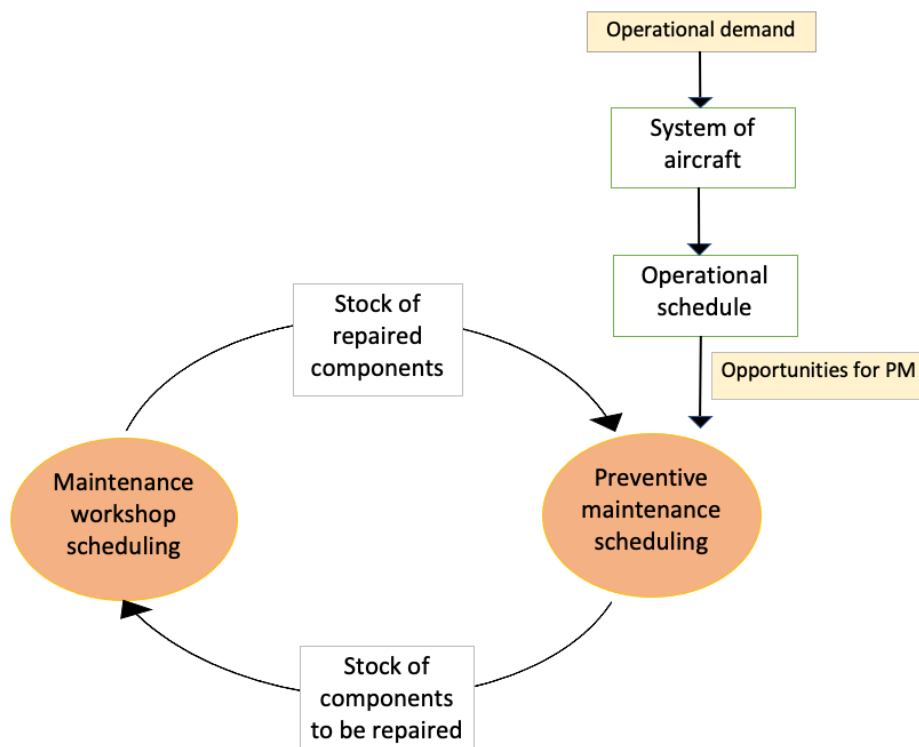 Operational demand
System of
aircraft
Operational
schedule
Opportunities for PM
Stock of
repaired
components
Maintenance
workshop
scheduling
Preventive
maintenance
scheduling
Stock of
components
to be repaired